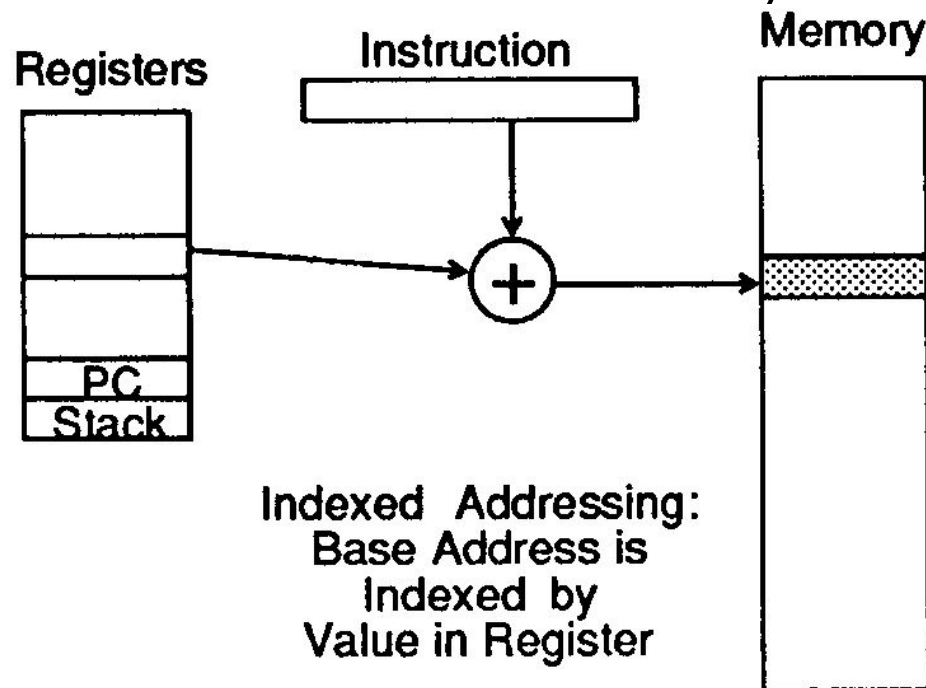 Memory
Instruction
Registers
+
PC
Stack
Indexed Addressing:
Base Address is
Indexed by
Value in Register